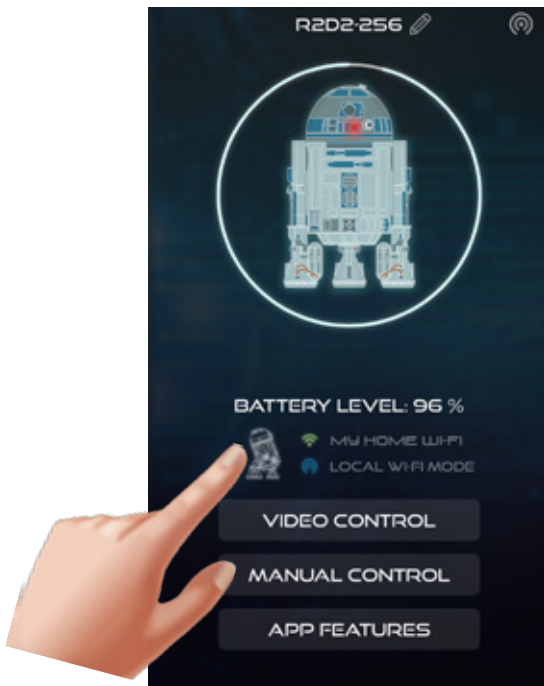 R2D2-256
BATTERY LEVEL: 96 %
MY HOME WI-FI
LOCAL WI-FI MODE
VIDEO CONTROL
MANUAL CONTROL
APP FEATURES